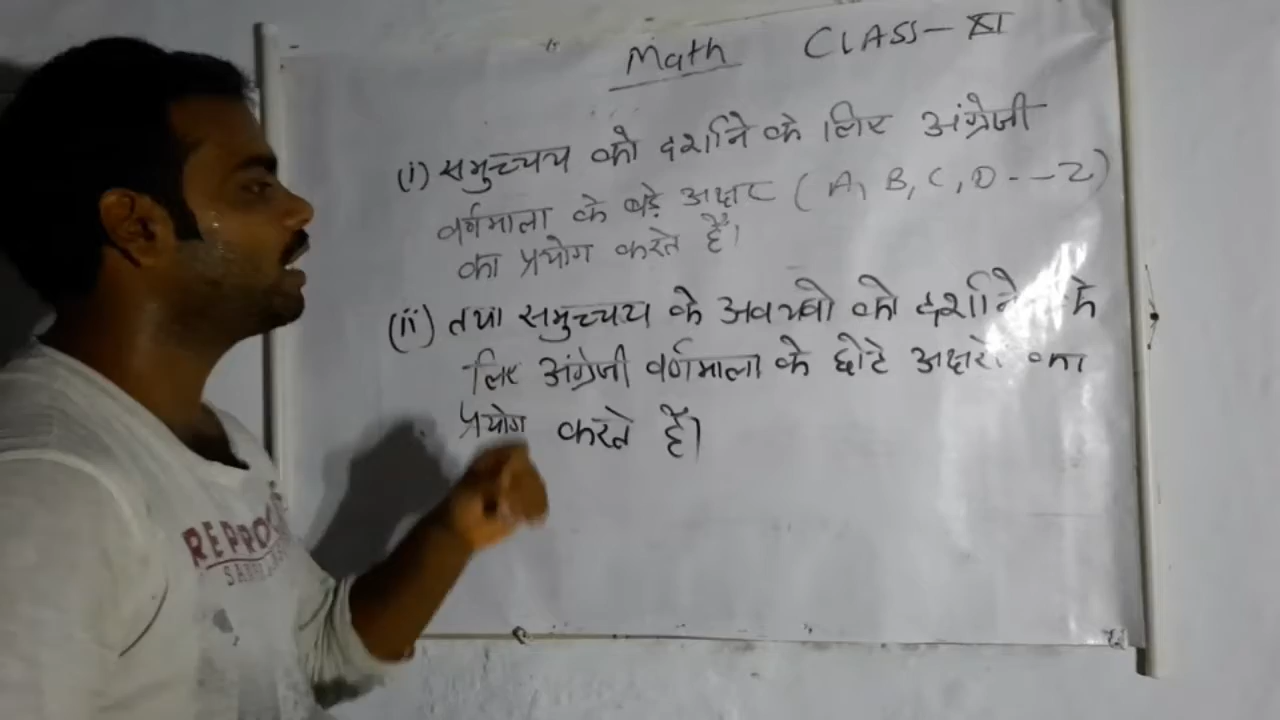 Math CLASS-XI
(i) समुच्चय को दर्शाने के लिए अंग्रेजी
वर्णमाला के बड़े अक्षर (A, B, C, D --- Z)
का प्रयोग करते हैं।
(ii) तथा समुच्चय के अवयवो को दर्शाने के
लिए अंग्रेजी वर्णमाला के छोटे अक्षरो का
प्रयोग करते हैं।